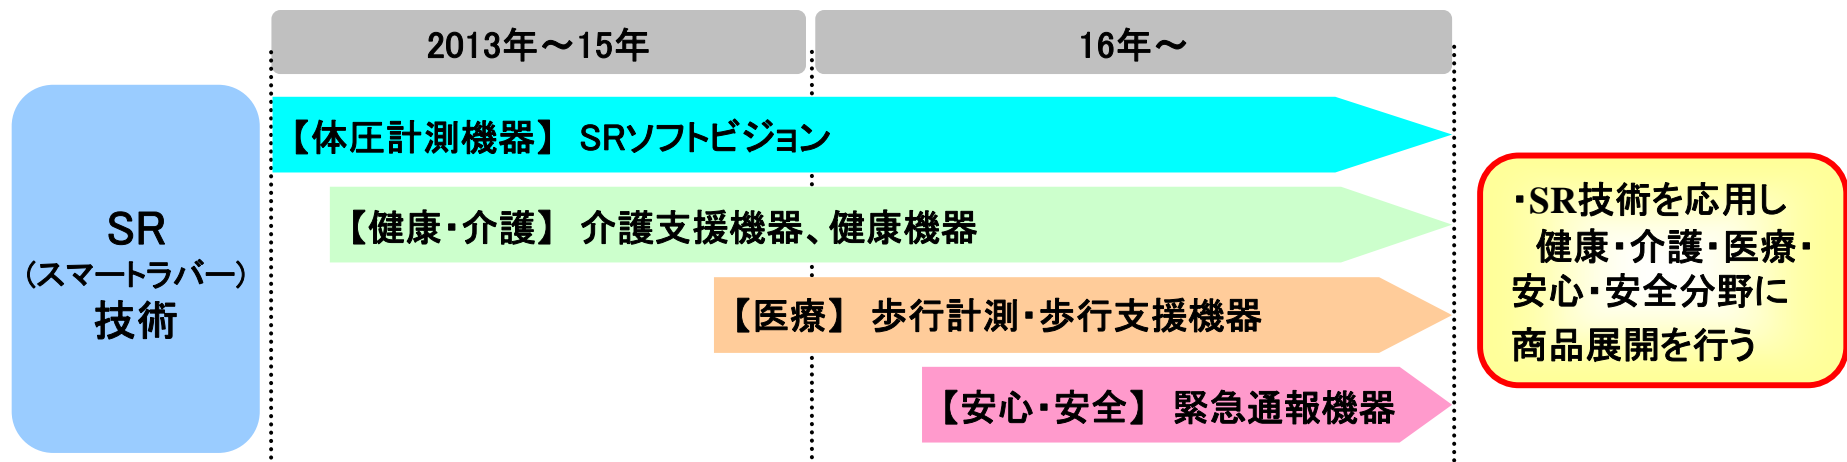 2013年～15年
16年～
SR
（スマートラバー）
技術
【体圧計測機器】 SRソフトビジョン
【健康・介護】 介護支援機器、健康機器
【医療】 歩行計測・歩行支援機器
【安心・安全】 緊急通報機器
・SR技術を応用し
健康・介護・医療・
安心・安全分野に
商品展開を行う